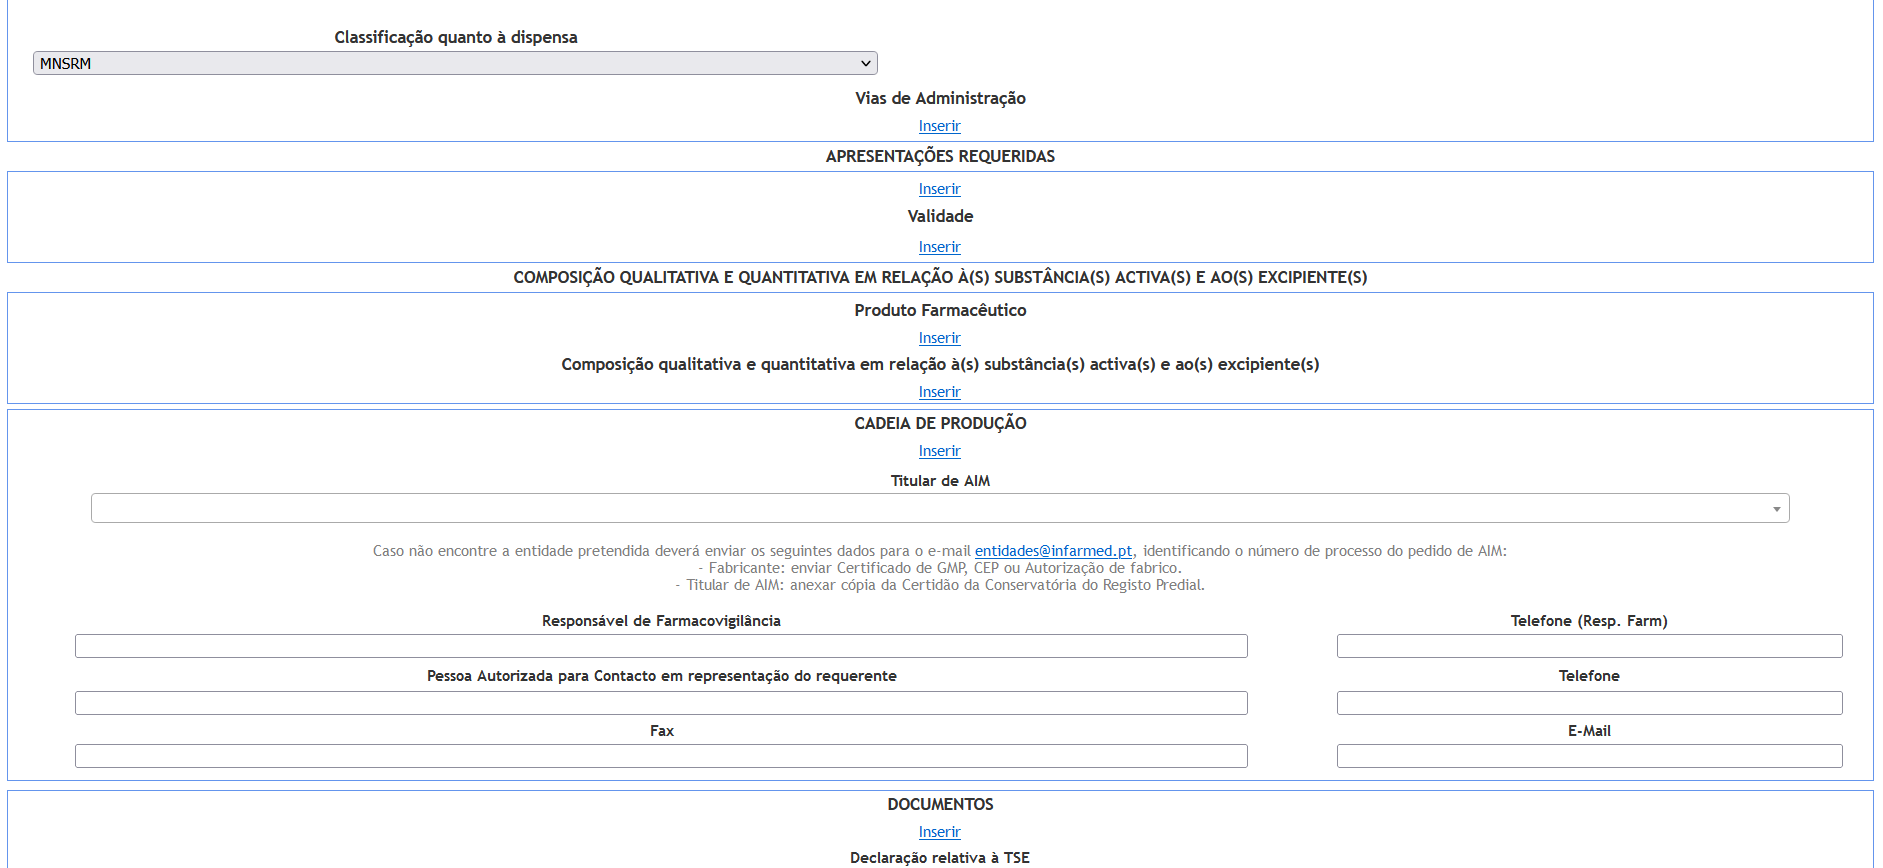 Classificação quanto à dispensa
MNSRM
Vias de Administração
Inserir
APRESENTAÇÕES REQUERIDAS
Inserir
Validade
Inserir
COMPOSIÇÃO QUALITATIVA E QUANTITATIVA EM RELAÇÃO À(S) SUBSTÂNCIA(S) ACTIVA(S) E AO(S) EXCIPIENTE(S)
Produto Farmacêutico
Inserir
Composição qualitativa e quantitativa em relação à(s) substância(s) activa(s) e ao(s) excipiente(s)
Inserir
CADEIA DE PRODUÇÃO
Inserir
Titular de AIM
Caso não encontre a entidade pretendida deverá enviar os seguintes dados para o e-mail entidades@infarmed.pt, identificando o número de processo do pedido de AIM:
- Fabricante: enviar Certificado de GMP, CEP ou Autorização de fabrico.
- Titular de AIM: anexar cópia da Certidão da Conservatória do Registo Predial.
Responsável de Farmacovigilância
Telefone (Resp. Farm)
Pessoa Autorizada para Contacto em representação do requerente
Telefone
Fax
E-Mail
DOCUMENTOS
Inserir
Declaração relativa à TSE